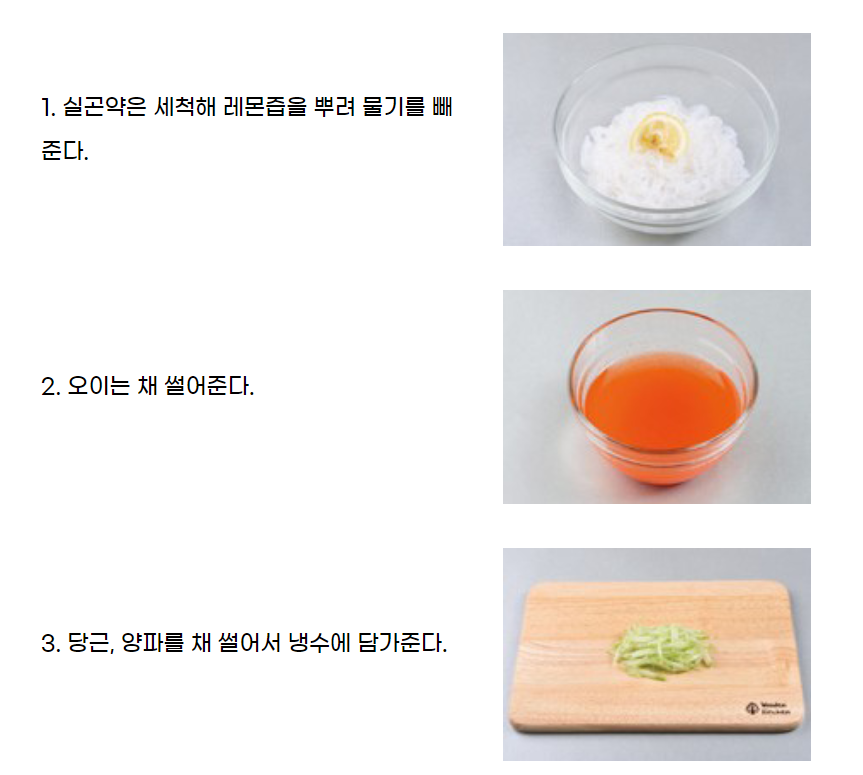 1. 실곤약은 세척해 레몬즙을 뿌려 물기를 빼
준다.
2. 오이는 채 썰어준다.
3. 당근, 양파를 채 썰어서 냉수에 담가준다.